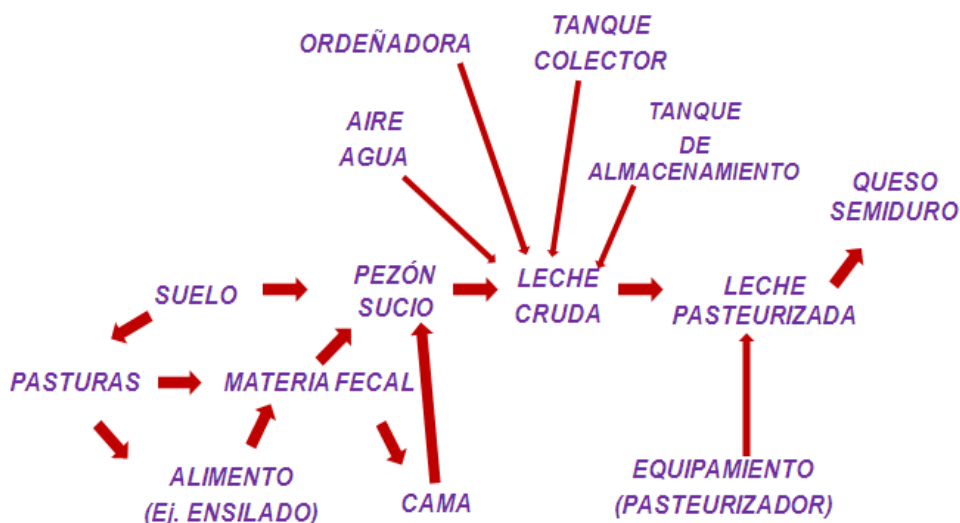 ORDEÑADORA
TANQUE
COLECTOR
AIRE
AGUA
TANQUE
DE
ALMACENAMIENTO
QUESO
SEMIDURO
SUELO
PEZÓN
SUCIO
LECHE
CRUDA
LECHE
PASTEURIZADA
PASTURAS
MATERIA FECAL
ALIMENTO
(Ej. ENSILADO)
CAMA
EQUIPAMIENTO
(PASTEURIZADOR)